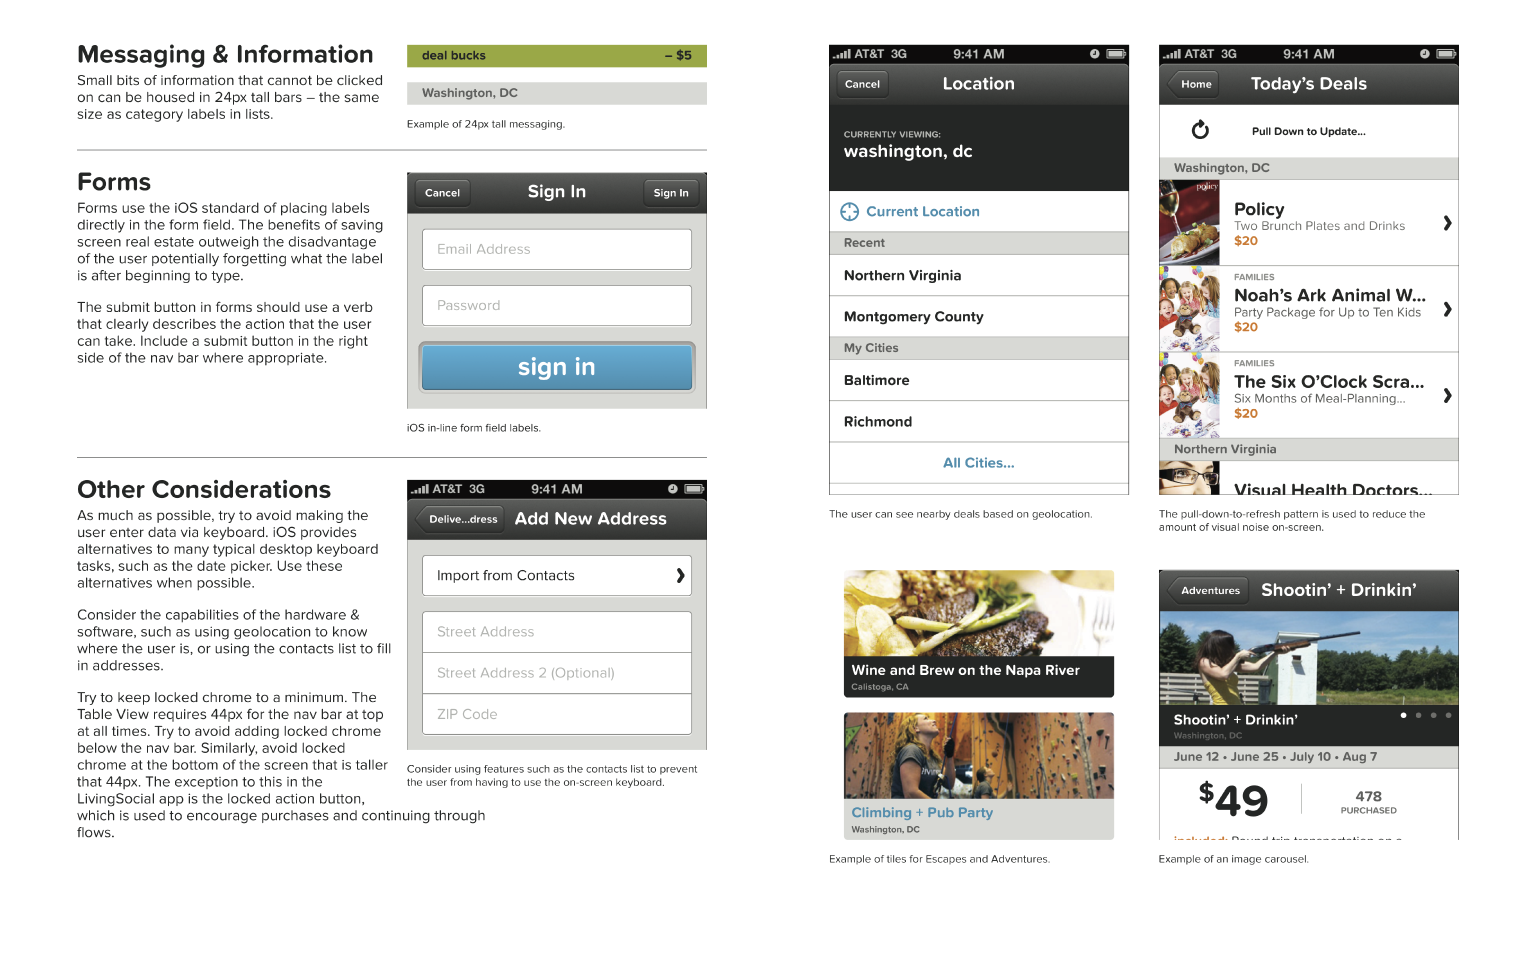 Messaging & Information
Small bits of information that cannot be clicked
on can be housed in 24px tall bars – the same
size as category labels in lists.
deal bucks – $5
Washington, DC
Example of 24px tall messaging.
Forms
Forms use the iOS standard of placing labels
directly in the form field. The benefits of saving
screen real estate outweigh the disadvantage
of the user potentially forgetting what the label
is after beginning to type.
The submit button in forms should use a verb
that clearly describes the action that the user
can take. Include a submit button in the right
side of the nav bar where appropriate.
Cancel Sign In Sign In
Email Address
Password
sign in
iOS in-line form field labels.
Other Considerations
As much as possible, try to avoid making the
user enter data via keyboard. iOS provides
alternatives to many typical desktop keyboard
tasks, such as the date picker. Use these
alternatives when possible.
Consider the capabilities of the hardware &
software, such as using geolocation to know
where the user is, or using the contacts list to fill
in addresses.
Try to keep locked chrome to a minimum. The
Table View requires 44px for the nav bar at top
at all times. Try to avoid adding locked chrome
below the nav bar. Similarly, avoid locked
chrome at the bottom of the screen that is taller
that 44px. The exception to this in the
LivingSocial app is the locked action button,
which is used to encourage purchases and continuing through
flows.
AT&T 3G 9:41 AM
Delive...dress Add New Address
Import from Contacts
Street Address
Street Address 2 (Optional)
ZIP Code
Consider using features such as the contacts list to prevent
the user from having to use the on-screen keyboard.
AT&T 3G 9:41 AM
Cancel Location
CURRENTLY VIEWING:
washington, dc
Current Location
Recent
Northern Virginia
Montgomery County
My Cities
Baltimore
Richmond
All Cities...
The user can see nearby deals based on geolocation.
AT&T 3G 9:41 AM
Home Today's Deals
Pull Down to Update...
Washington, DC
policy
Policy
Two Brunch Plates and Drinks
$20
FAMILIES
Noah's Ark Animal W...
Party Package for Up to Ten Kids
$20
FAMILIES
The Six O'Clock Scra...
Six Months of Meal-Planning...
$20
Northern Virginia
Visual Health Doctors...
The pull-down-to-refresh pattern is used to reduce the
amount of visual noise on-screen.
Wine and Brew on the Napa River
Calistoga, CA
Climbing + Pub Party
Washington, DC
Example of tiles for Escapes and Adventures.
Adventures Shootin' + Drinkin'
Shootin' + Drinkin'
Washington, DC
June 12 • June 25 • July 10 • Aug 7
$49
478
PURCHASED
included: Round trip transportation on a
Example of an image carousel.